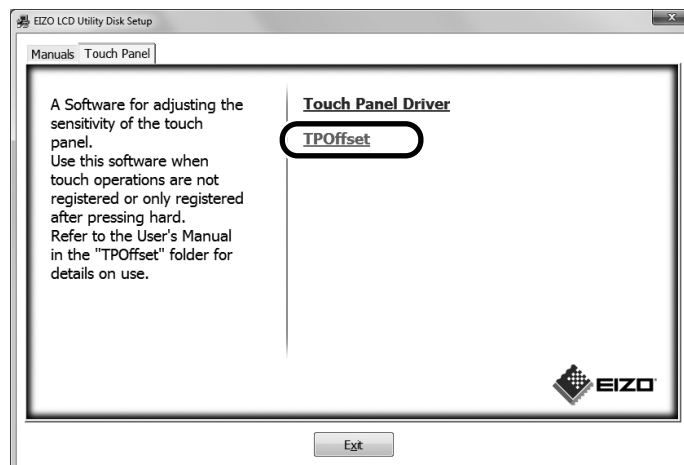 EIZO LCD Utility Disk Setup
x
Manuals Touch Panel
A Software for adjusting the
sensitivity of the touch
panel.
Use this software when
touch operations are not
registered or only registered
after pressing hard.
Refer to the User's Manual
in the "TPOffset" folder for
details on use.
Touch Panel Driver
TPOffset
EIZO
Exit